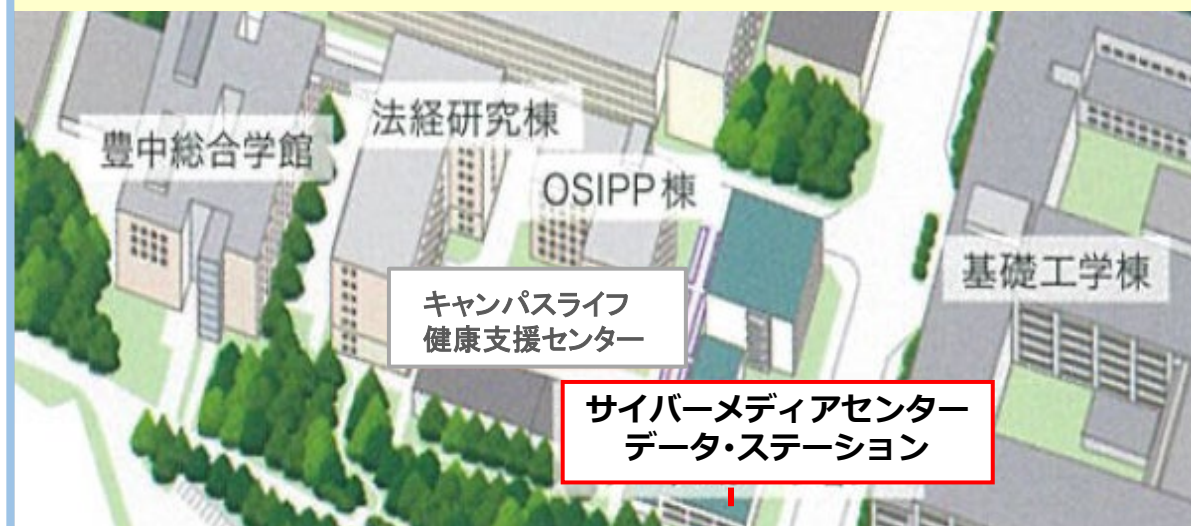 豊中総合学館
法経研究棟
OSIPP棟
基礎工学棟
キャンパスライフ
健康支援センター
サイバーメディアセンター
データ・ステーション